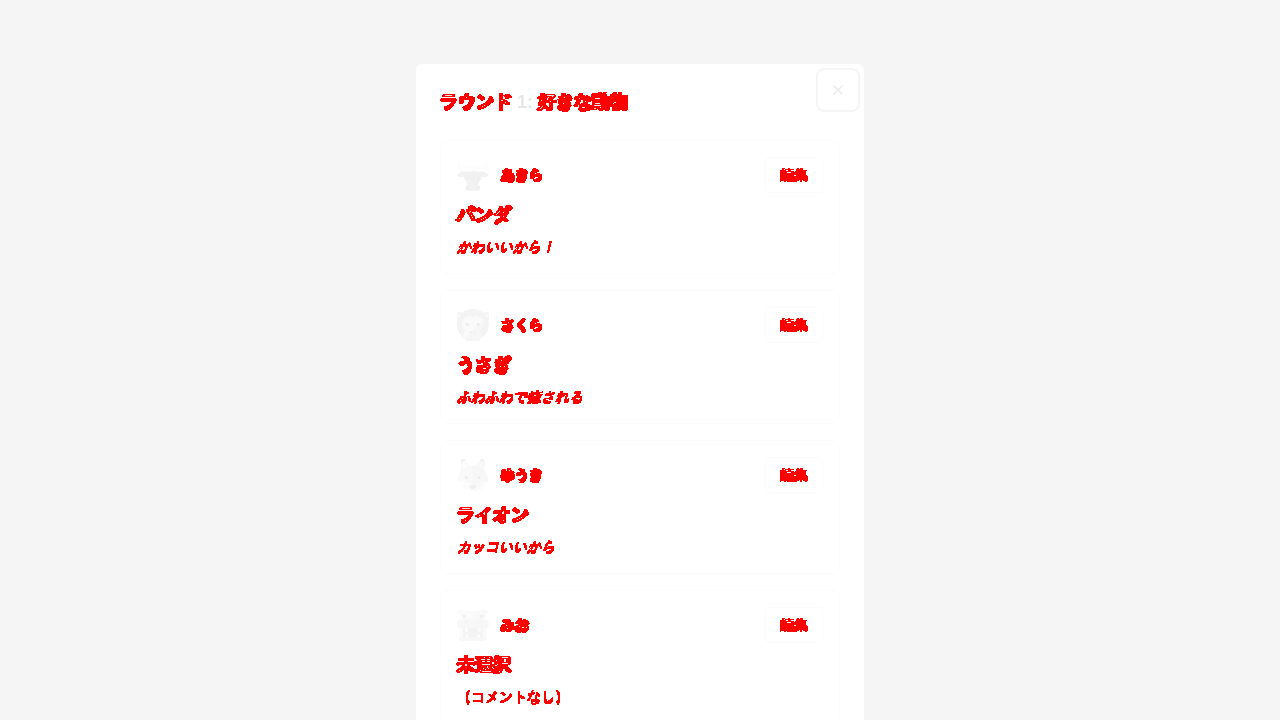 ラウンド 1: 好きな動物
×
あきら
編集
パンダ
かわいいから！
さくら
編集
うさぎ
ふわふわで癒される
ゆうき
編集
ライオン
カッコいいから
みお
編集
未選択
（コメントなし）